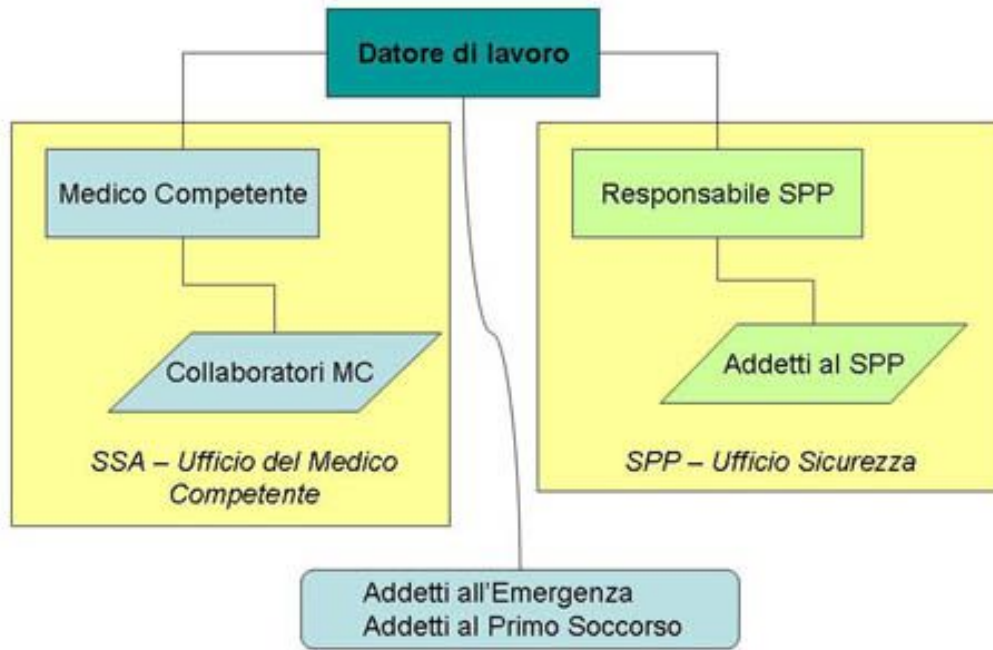 Datore di lavoro
Medico Competente
Collaboratori MC
SSA – Ufficio del Medico
Competente
Responsabile SPP
Addetti al SPP
SPP – Ufficio Sicurezza
Addetti all'Emergenza
Addetti al Primo Soccorso